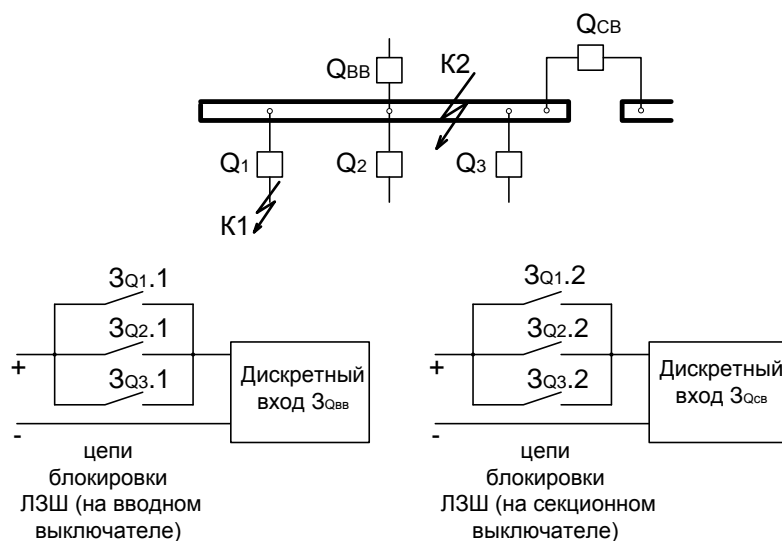 QСВ
QВВ
К2
Q1
Q2
Q3
К1
ЗQ1.1
ЗQ2.1
ЗQ3.1
+
-
Дискретный
вход ЗQвв
цепи
блокировки
ЛЗШ (на вводном
выключателе)
ЗQ1.2
ЗQ2.2
ЗQ3.2
+
-
Дискретный
вход ЗQсв
цепи
блокировки
ЛЗШ (на секционном
выключателе)